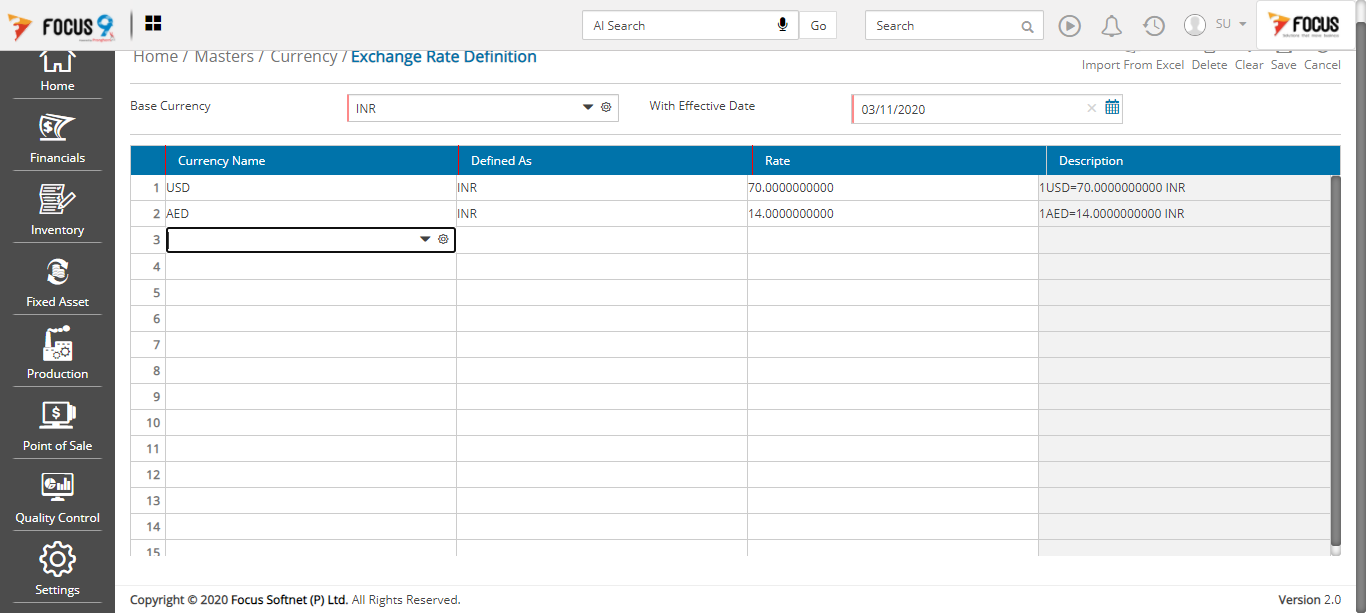 FOCUS 9
AI Search
Go
Search
SU
FOCUS
Home / Masters / Currency / Exchange Rate Definition
Import From Excel Delete Clear Save Cancel
Home
Financials
Inventory
Fixed Asset
Production
Point of Sale
Quality Control
Settings
Base Currency INR With Effective Date 03/11/2020
Currency Name Defined As Rate Description
1 USD INR 70.0000000000 1USD=70.0000000000 INR
2 AED INR 14.0000000000 1AED=14.0000000000 INR
3
4
5
6
7
8
9
10
11
12
13
14
15
Copyright © 2020 Focus Softnet (P) Ltd. All Rights Reserved.
Version 2.0